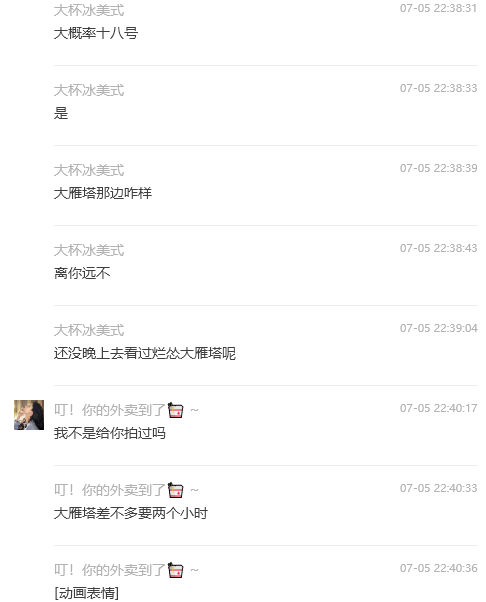 大杯冰美式 07-05 22:38:31
大概率十八号
大杯冰美式 07-05 22:38:33
是
大杯冰美式 07-05 22:38:39
大雁塔那边咋样
大杯冰美式 07-05 22:38:43
离你远不
大杯冰美式 07-05 22:39:04
还没晚上去看过烂怂大雁塔呢
叮！你的外卖到了 ~ 07-05 22:40:17
我不是给你拍过吗
叮！你的外卖到了 ~ 07-05 22:40:33
大雁塔差不多要两个小时
叮！你的外卖到了 ~ 07-05 22:40:36
[动画表情]